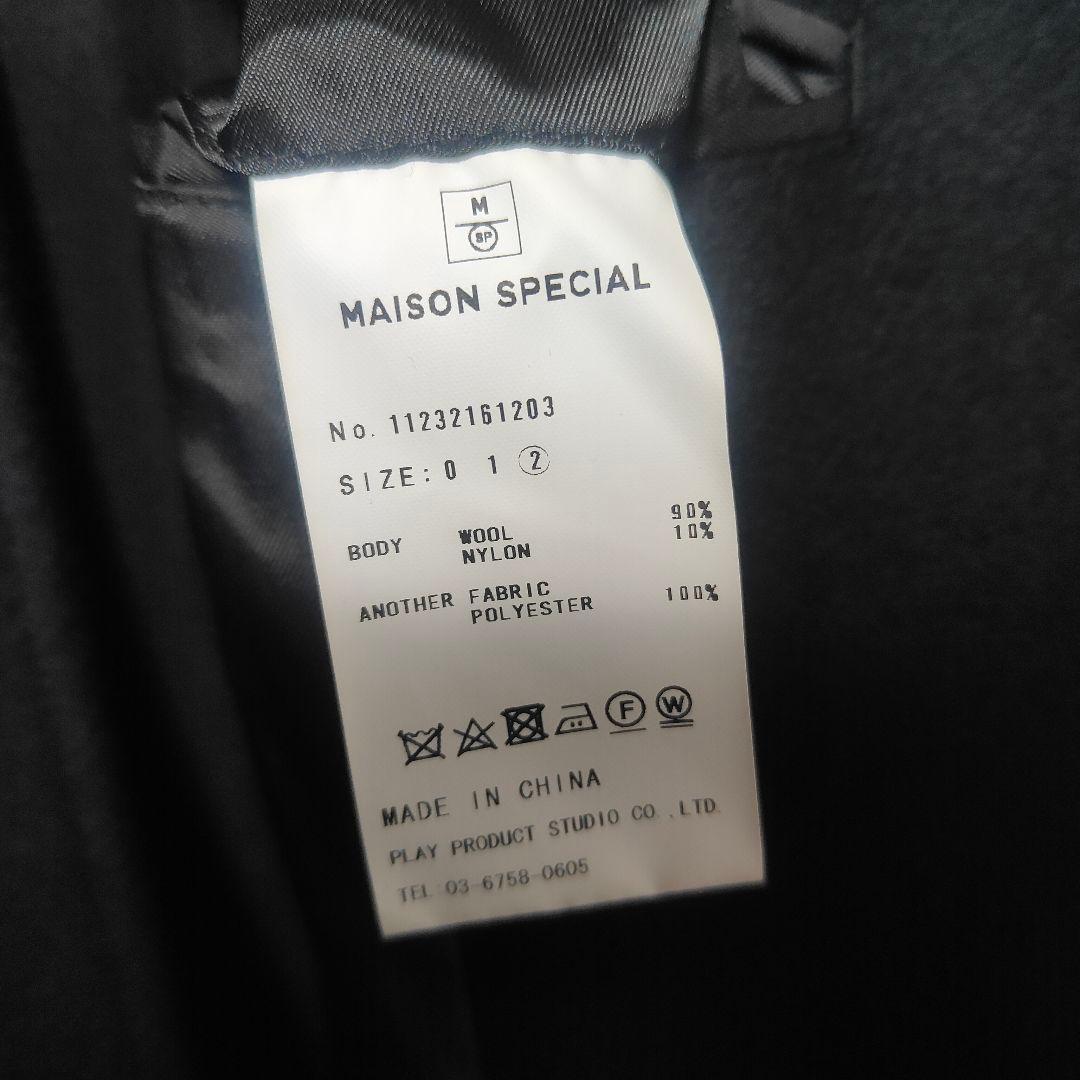 M
SP
MAISON SPECIAL
No. 11232161203
SIZE: 0 1 2
BODY WOOL 90%
NYLON 10%
ANOTHER FABRIC
POLYESTER 100%
F W
MADE IN CHINA
PLAY PRODUCT STUDIO CO.,LTD.
TEL:03-6758-0605